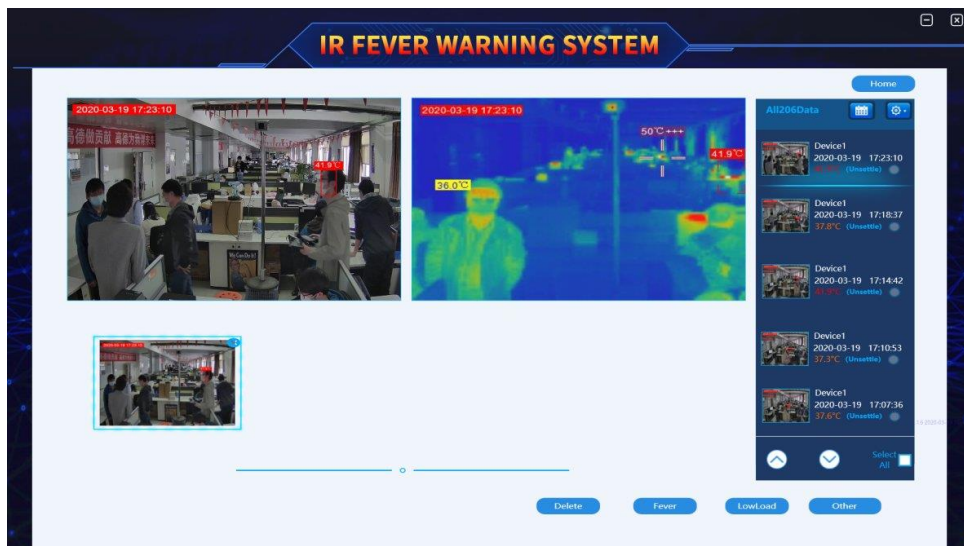 IR FEVER WARNING SYSTEM
Home
2020-03-19 17:23:10
41.9°C
My Can Do It!
2020-03-19 17:23:10
50°C
41.9°C
36.0°C
All206Data
Device1
2020-03-19 17:23:10
(Unsettle)
Device1
2020-03-19 17:18:37
37.8°C (Unsettle)
Device1
2020-03-19 17:14:42
(Unsettle)
Device1
2020-03-19 17:10:53
37.3°C (Unsettle)
Device1
2020-03-19 17:07:36
37.6°C (Unsettle)
Select
All
Delete
Fever
LowLoad
Other